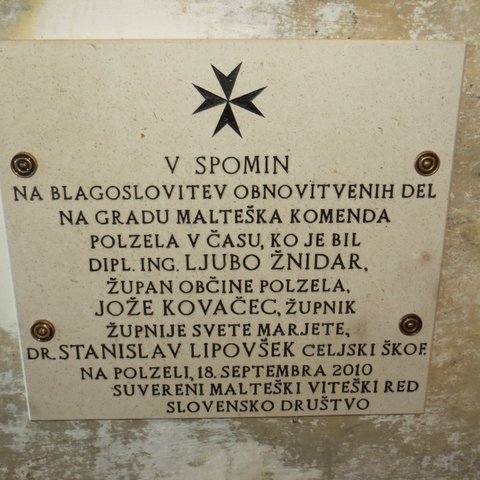 V SPOMIN
NA BLAGOSLOVITEV OBNOVITVENIH DEL
NA GRADU MALTEŠKA KOMENDA
POLZELA V ČASU, KO JE BIL
DIPL. ING. LJUBO ŽNIDAR,
ŽUPAN OBČINE POLZELA,
JOŽE KOVAČEC, ŽUPNIK
ŽUPNIJE SVETE MARJETE,
DR. STANISLAV LIPOVŠEK CELJSKI ŠKOF.
NA POLZELI, 18. SEPTEMBRA 2010
SUVERENI MALTEŠKI VITEŠKI RED
SLOVENSKO DRUŠTVO